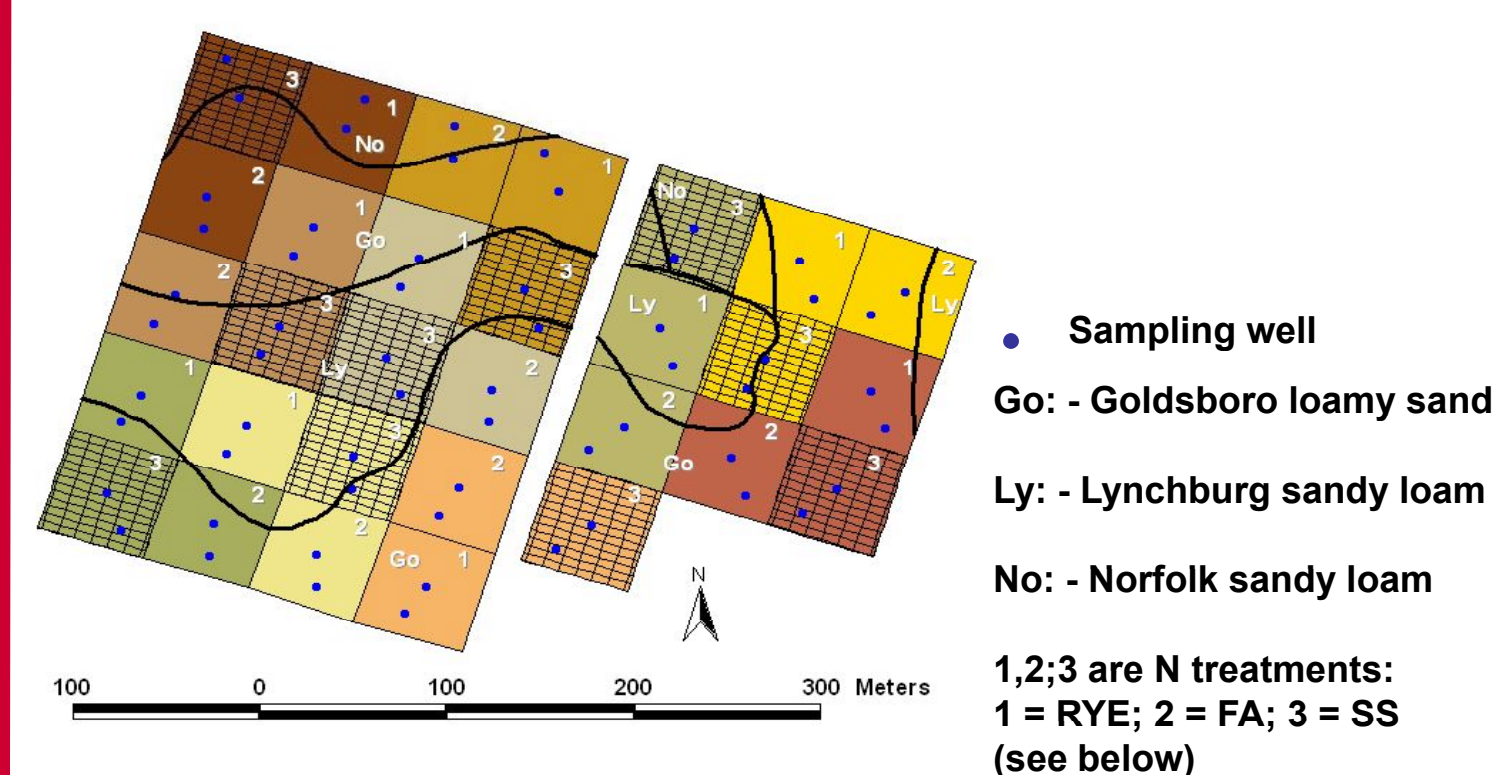 3
1
No
2
1
2
1
Go
1
3
2
3
3
Ly
2
1
1
3
2
3
2
2
2
Go
1
No
3
1
2
Ly
Ly
1
3
1
2
2
Go
3
3
N
100 0 100 200 300 Meters
Sampling well
Go: - Goldsboro loamy sand
Ly: - Lynchburg sandy loam
No: - Norfolk sandy loam
1,2;3 are N treatments:
1 = RYE; 2 = FA; 3 = SS
(see below)